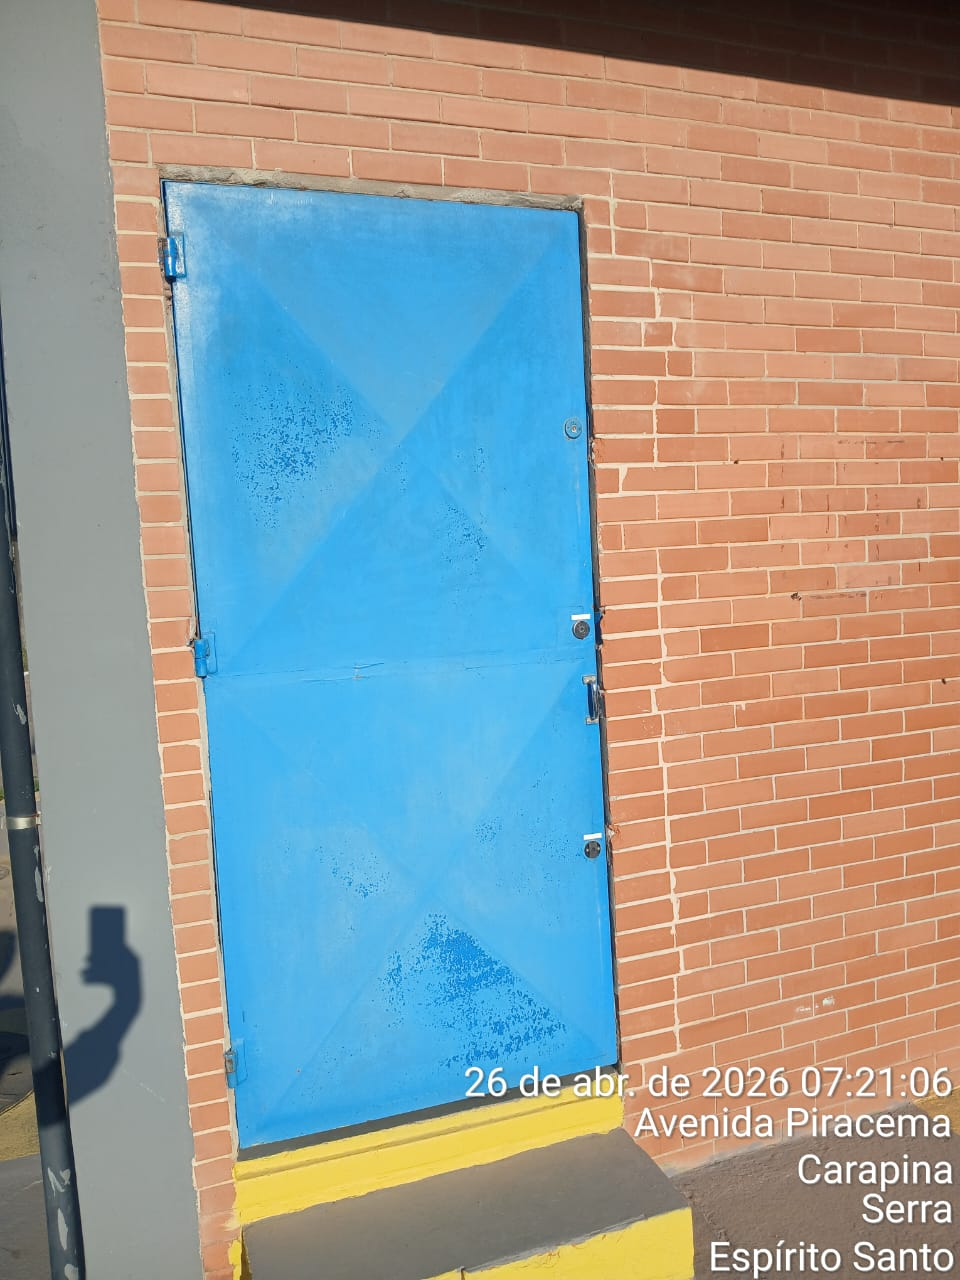 26 de abr. de 2026 07:21:06
Avenida Piracema
Carapina
Serra
Espírito Santo